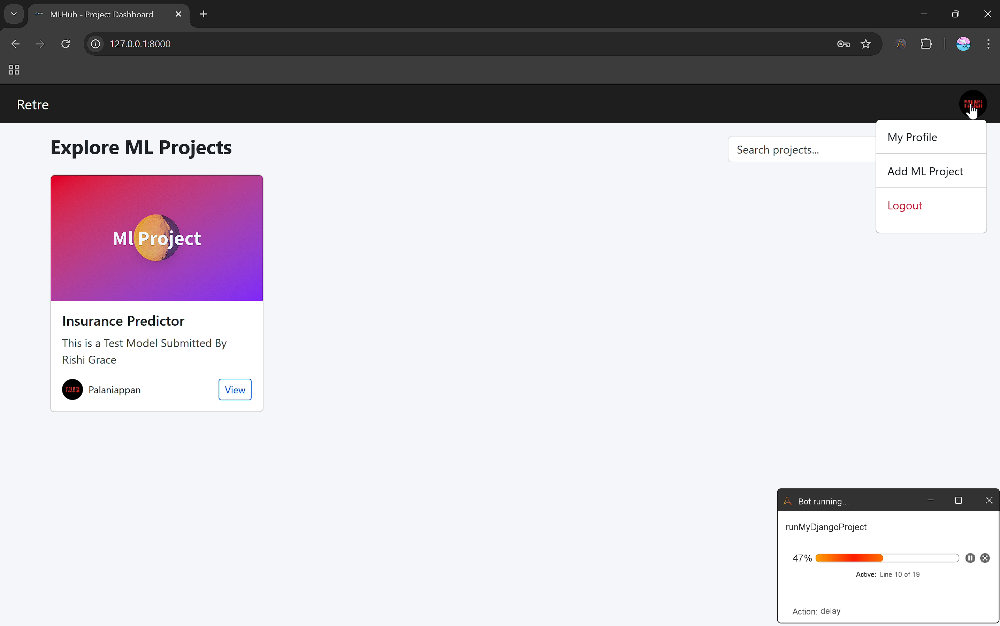 MLHub - Project Dashboard
127.0.0.1:8000
Retre
PALANI
My Profile
Add ML Project
Logout
Explore ML Projects
Search projects...
Ml Project
Insurance Predictor
This is a Test Model Submitted By
Rishi Grace
PALANI
Palaniappan
View
Bot running...
runMyDjangoProject
47%
Active: Line 10 of 19
Action: delay